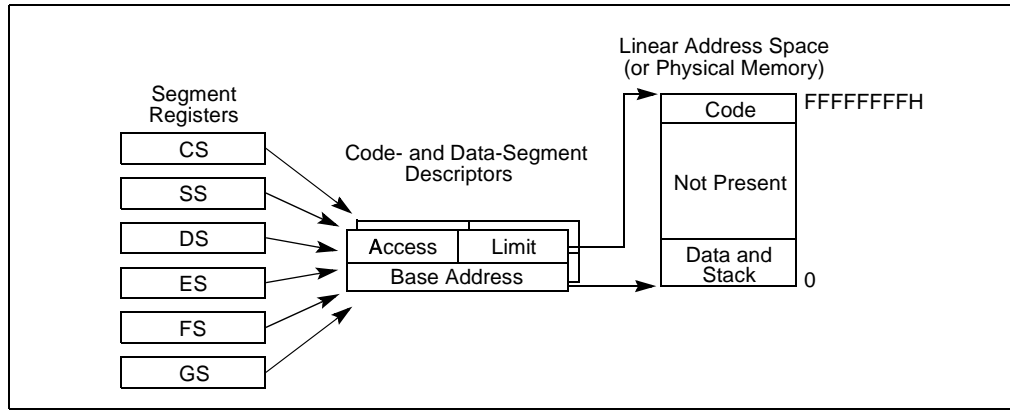 Linear Address Space
(or Physical Memory)
Segment
Registers
CS
SS
DS
ES
FS
GS
Code- and Data-Segment
Descriptors
Access
Limit
Base Address
Code
FFFFFFFFH
Not Present
Data and
Stack
0